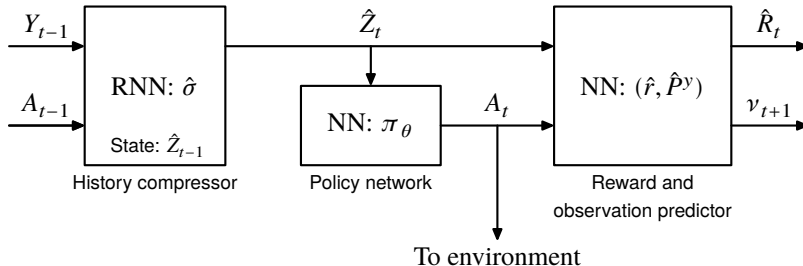 Y_{t−1}
A_{t−1}
RNN: σ̂
State: Ẑ_{t−1}
History compressor
Ẑ_t
NN: π_θ
Policy network
A_t
To environment
NN: (r̂, P̂^y)
Reward and
observation predictor
R̂_t
ν_{t+1}